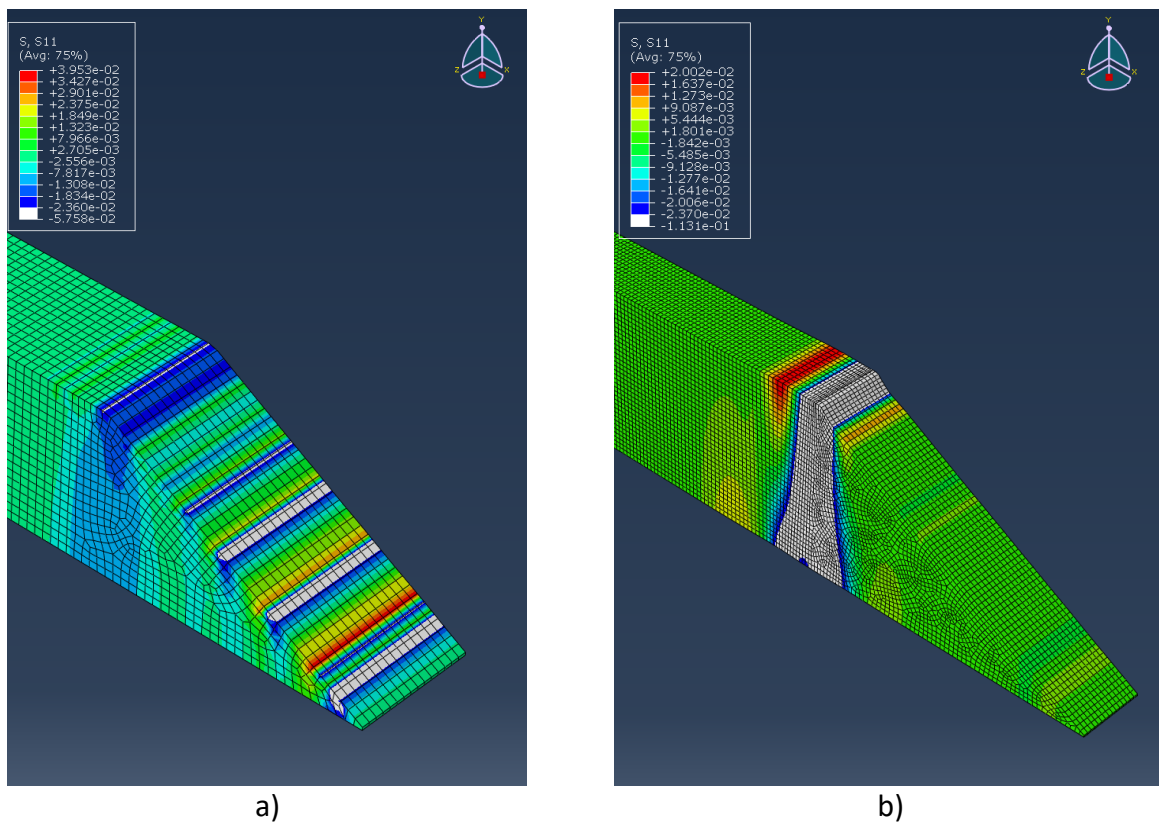 S, S11
(Avg: 75%)
+3.953e-02
+3.427e-02
+2.901e-02
+2.375e-02
+1.849e-02
+1.323e-02
+7.966e-03
+2.705e-03
-2.556e-03
-7.817e-03
-1.308e-02
-1.834e-02
-2.360e-02
-5.758e-02
Y
Z
X
a)
S, S11
(Avg: 75%)
+2.002e-02
+1.637e-02
+1.273e-02
+9.087e-03
+5.444e-03
+1.801e-03
-1.842e-03
-5.485e-03
-9.128e-03
-1.277e-02
-1.641e-02
-2.006e-02
-2.370e-02
-1.131e-01
Y
Z
X
b)